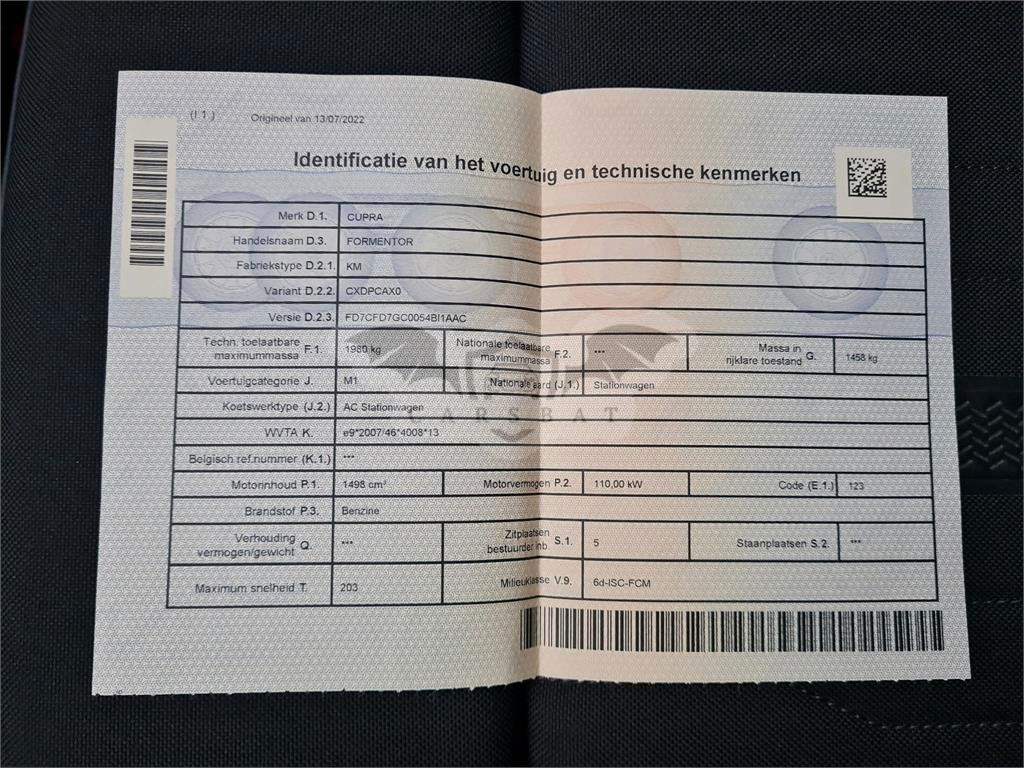 (I 1) Origineel van 13/07/2022
Identificatie van het voertuig en technische kenmerken
Merk D.1. CUPRA
Handelsnaam D.3. FORMENTOR
Fabriekstype D.2.1. KM
Variant D.2.2. CXDPCAX0
Versie D.2.3. FD7CFD7GC0054BI1AAC
Techn. toelaatbare maximummassa F.1. 1980 kg Nationale toelaatbare maximummassa F.2. --- Massa in rijklare toestand G. 1458 kg
Voertuigcategorie J. M1 Nationale aard (J.1.) Stationwagen
Koetswerktype (J.2.) AC Stationwagen
CARSBAT
WVTA K. e9*2007/46*4008*13
Belgisch ref.nummer (K.1.) ---
Motorinhoud P.1. 1498 cm³ Motorvermogen P.2. 110,00 kW Code (E.1.) 123
Brandstof P.3. Benzine
Verhouding vermogen/gewicht Q. --- Zitplaatsen bestuurder inb. S.1. 5 Staanplaatsen S.2. ---
Maximum snelheid T. 203 Milieuklasse V.9. 6d-ISC-FCM